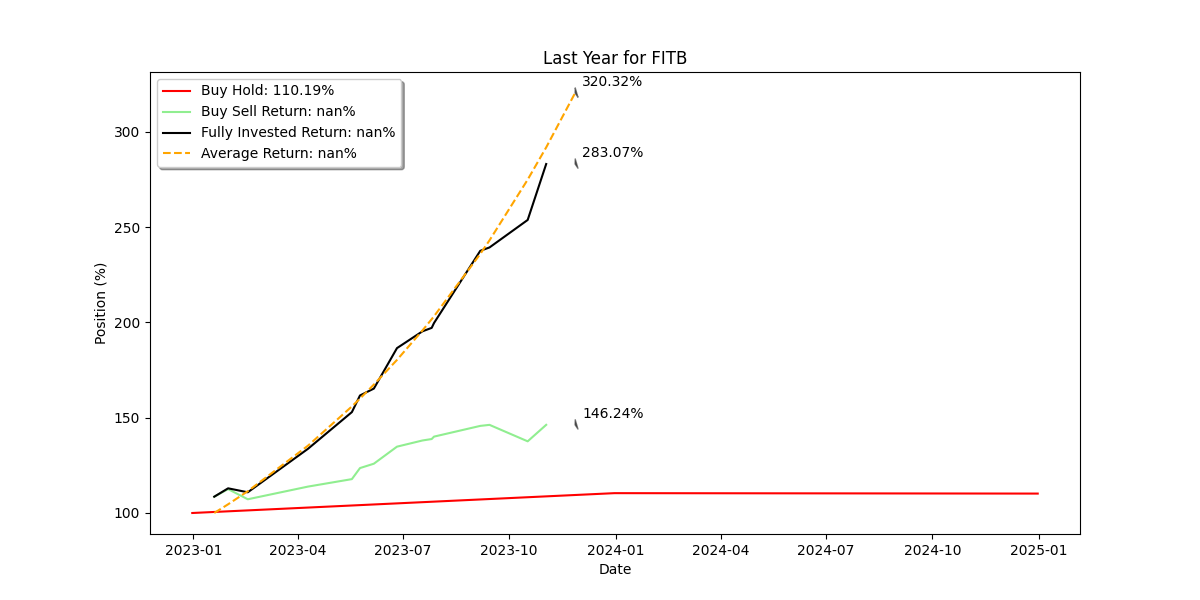 Last Year for FITB
Buy Hold: 110.19%
Buy Sell Return: nan%
Fully Invested Return: nan%
Average Return: nan%
320.32%
283.07%
146.24%
Position (%)
300
250
200
150
100
2023-01
2023-04
2023-07
2023-10
2024-01
2024-04
2024-07
2024-10
2025-01
Date